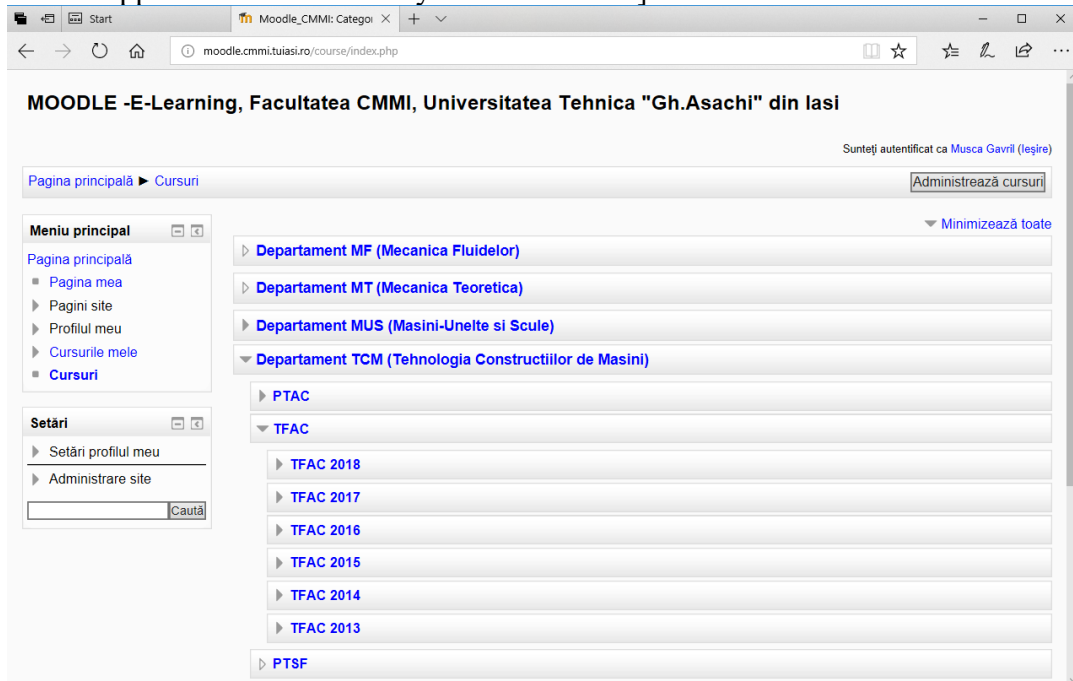 Start
Moodle_CMMI: Categor
moodle.cmmi.tuiasi.ro/course/index.php
MOODLE -E-Learning, Facultatea CMMI, Universitatea Tehnica "Gh.Asachi" din Iasi
Sunteţi autentificat ca Musca Gavril (Ieşire)
Pagina principală ► Cursuri
Administrează cursuri
Meniu principal
Pagina principală
Pagina mea
Pagini site
Profilul meu
Cursurile mele
Cursuri
Setări
Setări profilul meu
Administrare site
Caută
Minimizează toate
Departament MF (Mecanica Fluidelor)
Departament MT (Mecanica Teoretica)
Departament MUS (Masini-Unelte si Scule)
Departament TCM (Tehnologia Constructiilor de Masini)
PTAC
TFAC
TFAC 2018
TFAC 2017
TFAC 2016
TFAC 2015
TFAC 2014
TFAC 2013
PTSF